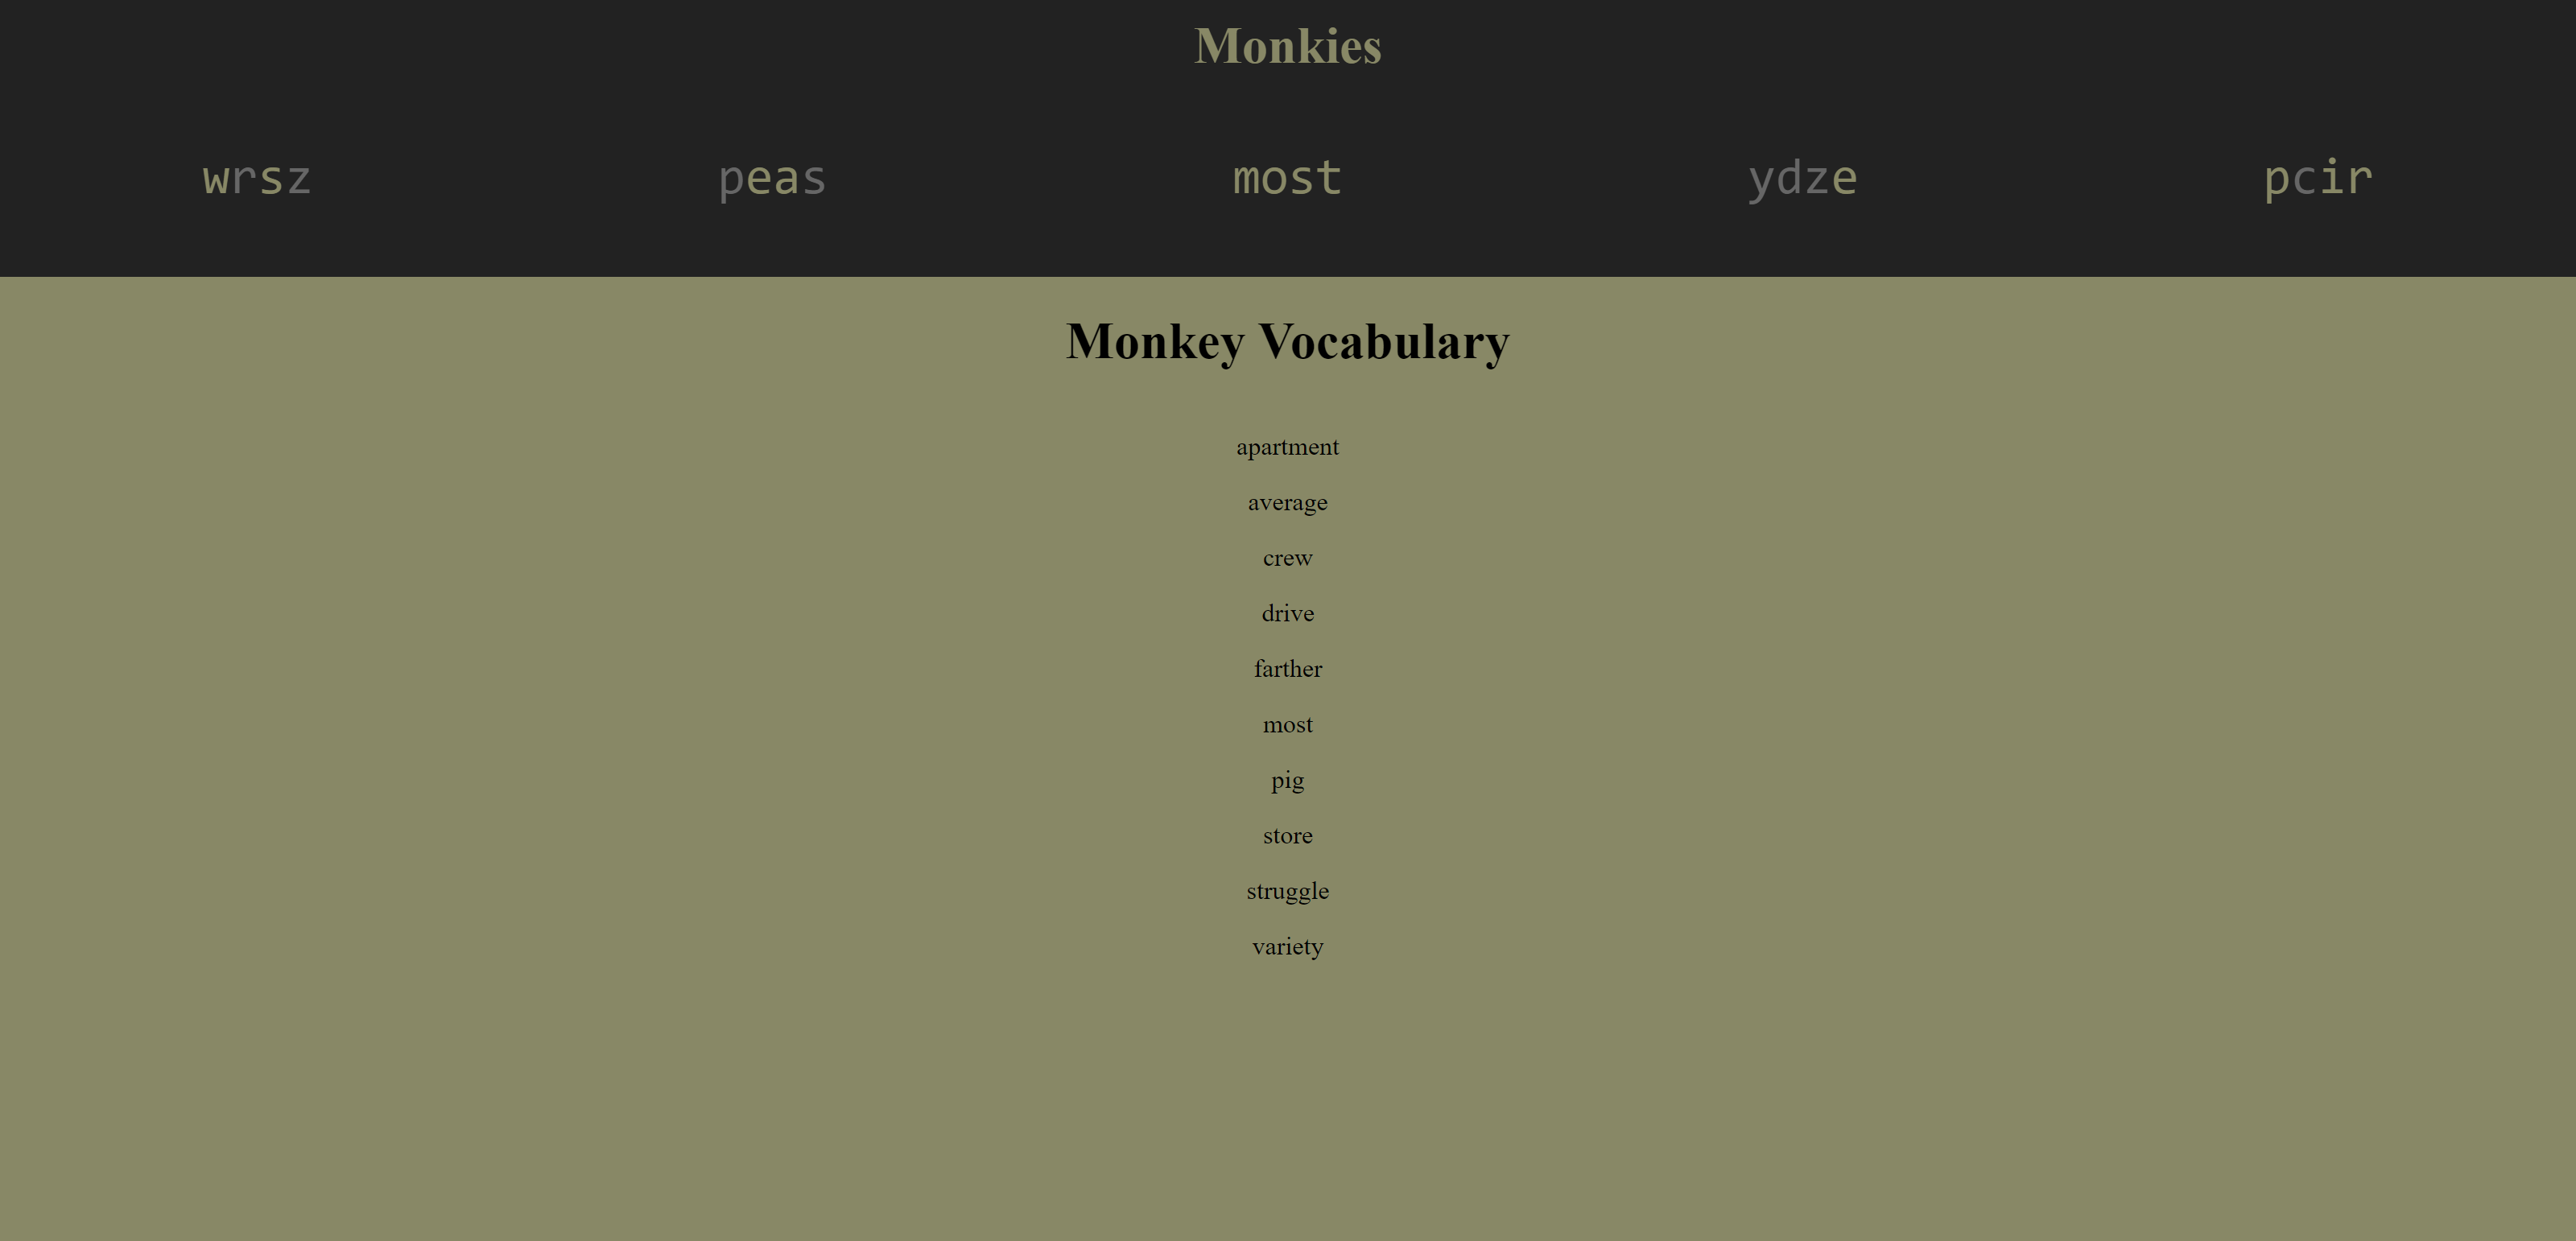 Monkies
wrsz peas most ydze pcir
Monkey Vocabulary
apartment
average
crew
drive
farther
most
pig
store
struggle
variety